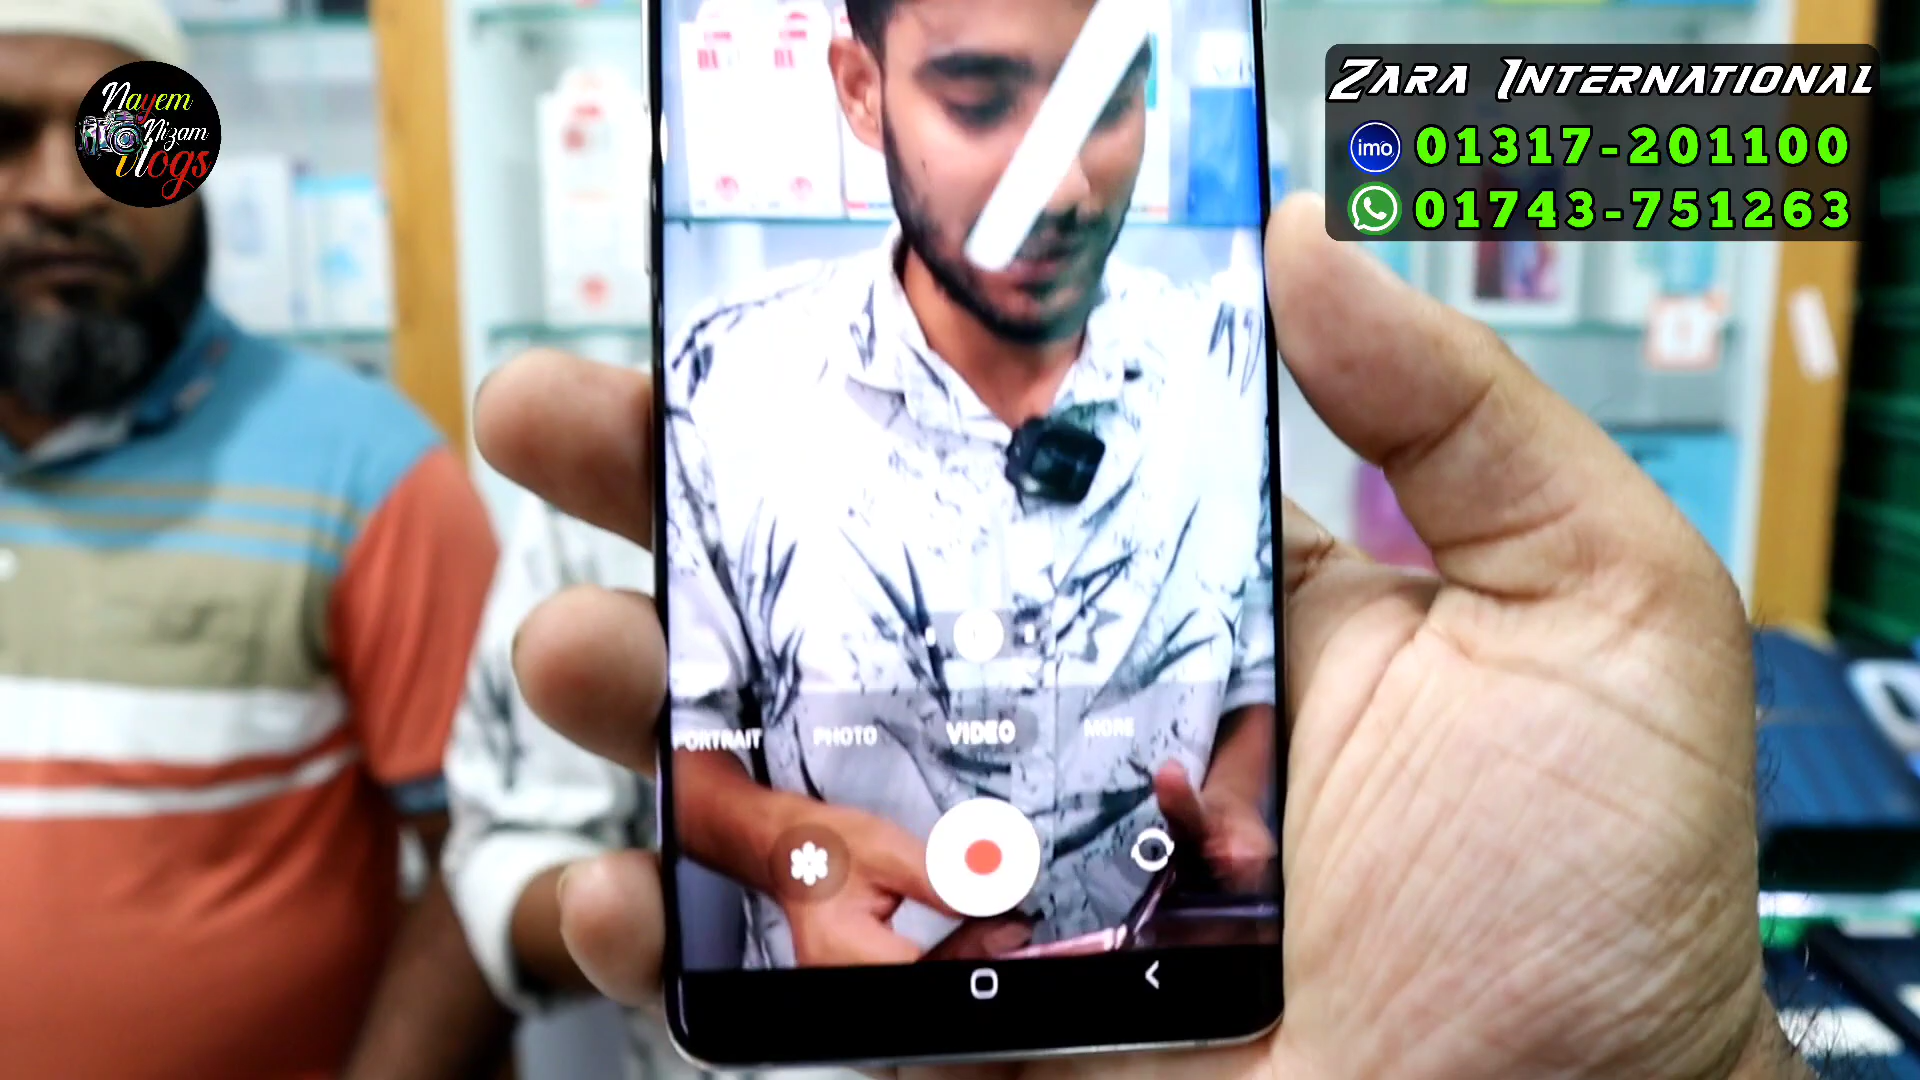 Nayem
Nizam
Vlogs
ZARA INTERNATIONAL
imo
01317-201100
01743-751263
PORTRAIT PHOTO VIDEO MORE